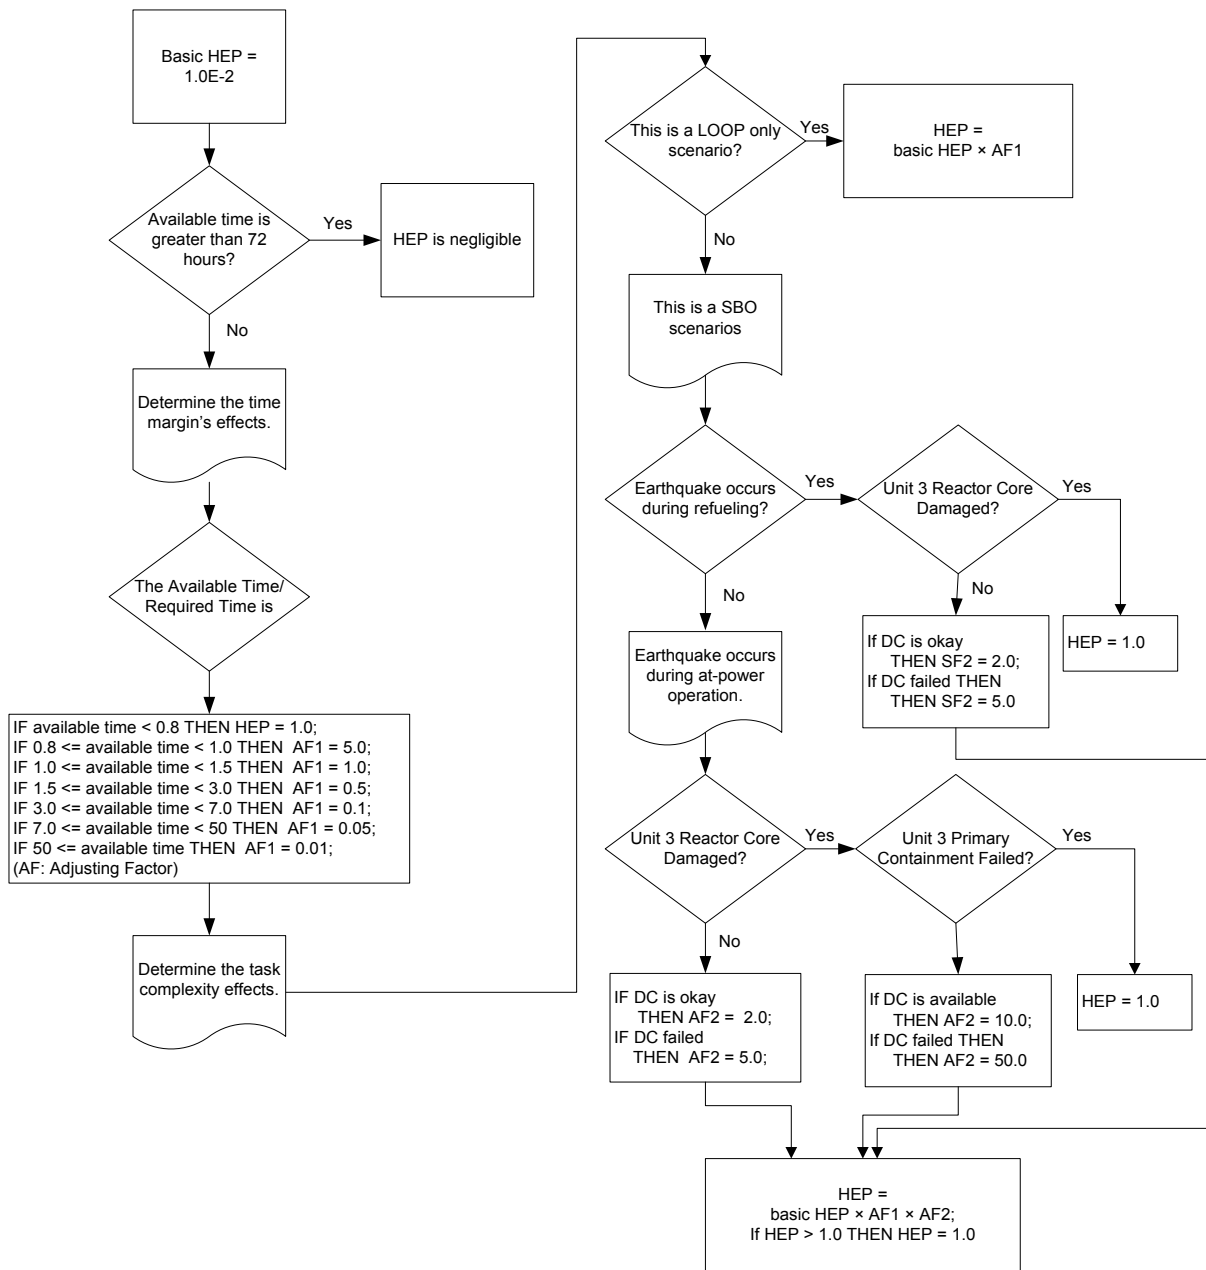 Basic HEP =
1.0E-2
Available time is
greater than 72
hours?
Yes
HEP is negligible
No
Determine the time
margin's effects.
The Available Time/
Required Time is
IF available time < 0.8 THEN HEP = 1.0;
IF 0.8 <= available time < 1.0 THEN  AF1 = 5.0;
IF 1.0 <= available time < 1.5 THEN  AF1 = 1.0;
IF 1.5 <= available time < 3.0 THEN  AF1 = 0.5;
IF 3.0 <= available time < 7.0 THEN  AF1 = 0.1;
IF 7.0 <= available time < 50 THEN  AF1 = 0.05;
IF 50 <= available time THEN  AF1 = 0.01;
(AF: Adjusting Factor)
Determine the task
complexity effects.
This is a LOOP only
scenario?
Yes
HEP =
basic HEP × AF1
No
This is a SBO
scenarios
Earthquake occurs
during refueling?
Yes
Unit 3 Reactor Core
Damaged?
Yes
HEP = 1.0
No
If DC is okay
THEN SF2 = 2.0;
If DC failed THEN
THEN SF2 = 5.0
No
Earthquake occurs
during at-power
operation.
Unit 3 Reactor Core
Damaged?
Yes
Unit 3 Primary
Containment Failed?
Yes
HEP = 1.0
No
IF DC is okay
THEN AF2 =  2.0;
IF DC failed
THEN  AF2 = 5.0;
If DC is available
THEN AF2 = 10.0;
If DC failed THEN
THEN AF2 = 50.0
HEP =
basic HEP × AF1 × AF2;
If HEP > 1.0 THEN HEP = 1.0